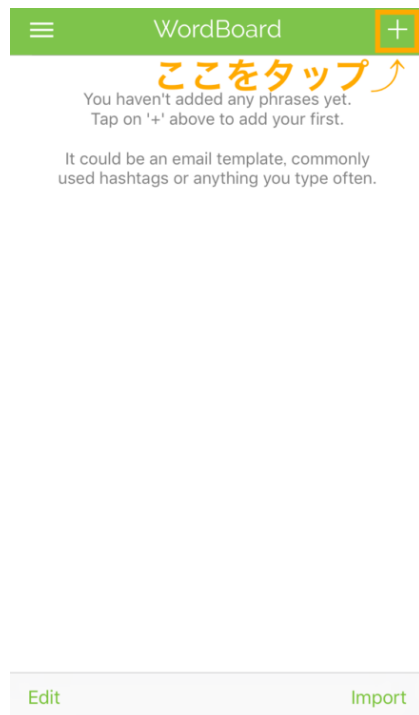 WordBoard
ここをタップ
You haven't added any phrases yet.
Tap on '+' above to add your first.
It could be an email template, commonly
used hashtags or anything you type often.
Edit
Import